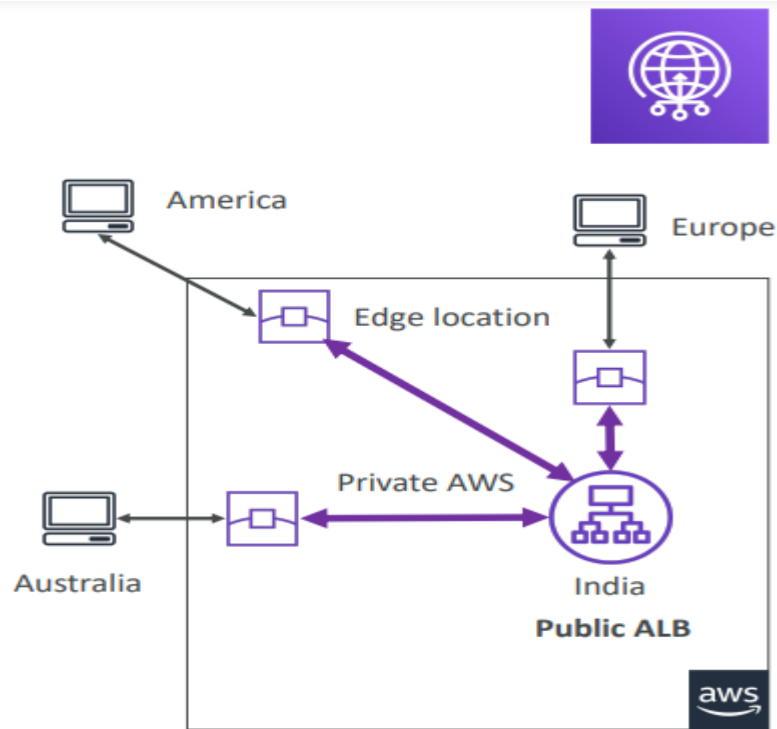 America
Europe
Edge location
Private AWS
Australia
India
Public ALB
aws